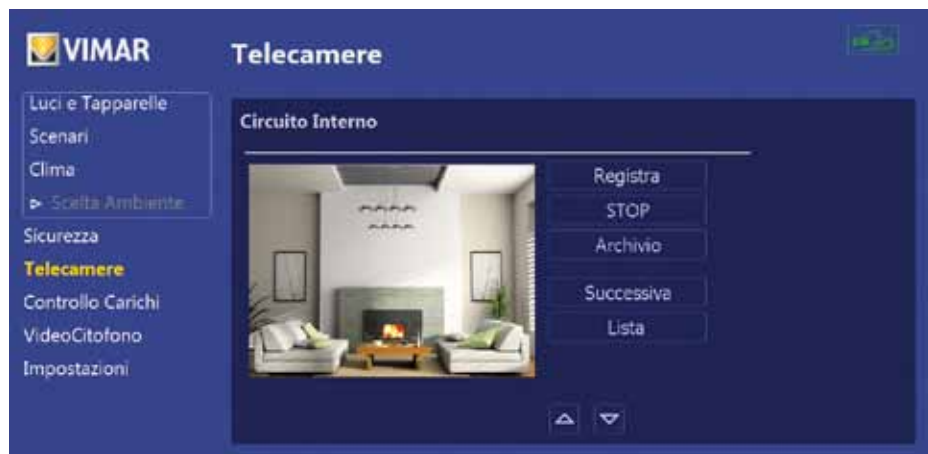 VIMAR
Telecamere
Luci e Tapparelle
Scenari
Clima
Scelta Ambiente
Sicurezza
Telecamere
Controllo Carichi
VideoCitofono
Impostazioni
Circuito Interno
Registra
STOP
Archivio
Successiva
Lista